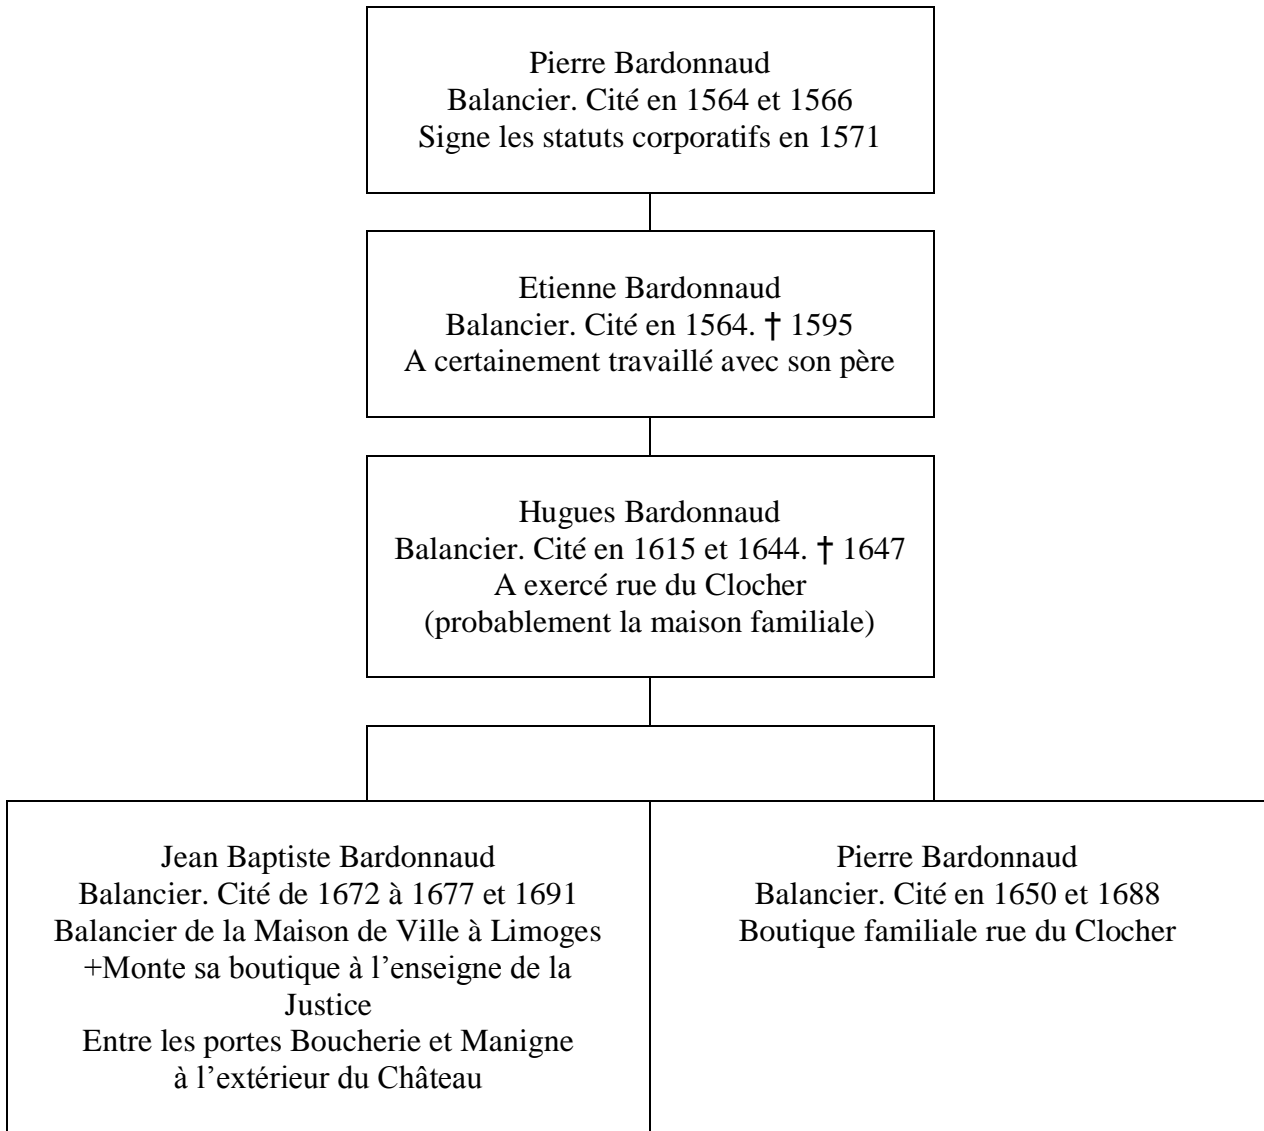 Pierre Bardonnaud
Balancier. Cité en 1564 et 1566
Signe les statuts corporatifs en 1571
Etienne Bardonnaud
Balancier. Cité en 1564. † 1595
A certainement travaillé avec son père
Hugues Bardonnaud
Balancier. Cité en 1615 et 1644. † 1647
A exercé rue du Clocher
(probablement la maison familiale)
Jean Baptiste Bardonnaud
Balancier. Cité de 1672 à 1677 et 1691
Balancier de la Maison de Ville à Limoges
+Monte sa boutique à l’enseigne de la
Justice
Entre les portes Boucherie et Manigne
à l’extérieur du Château
Pierre Bardonnaud
Balancier. Cité en 1650 et 1688
Boutique familiale rue du Clocher